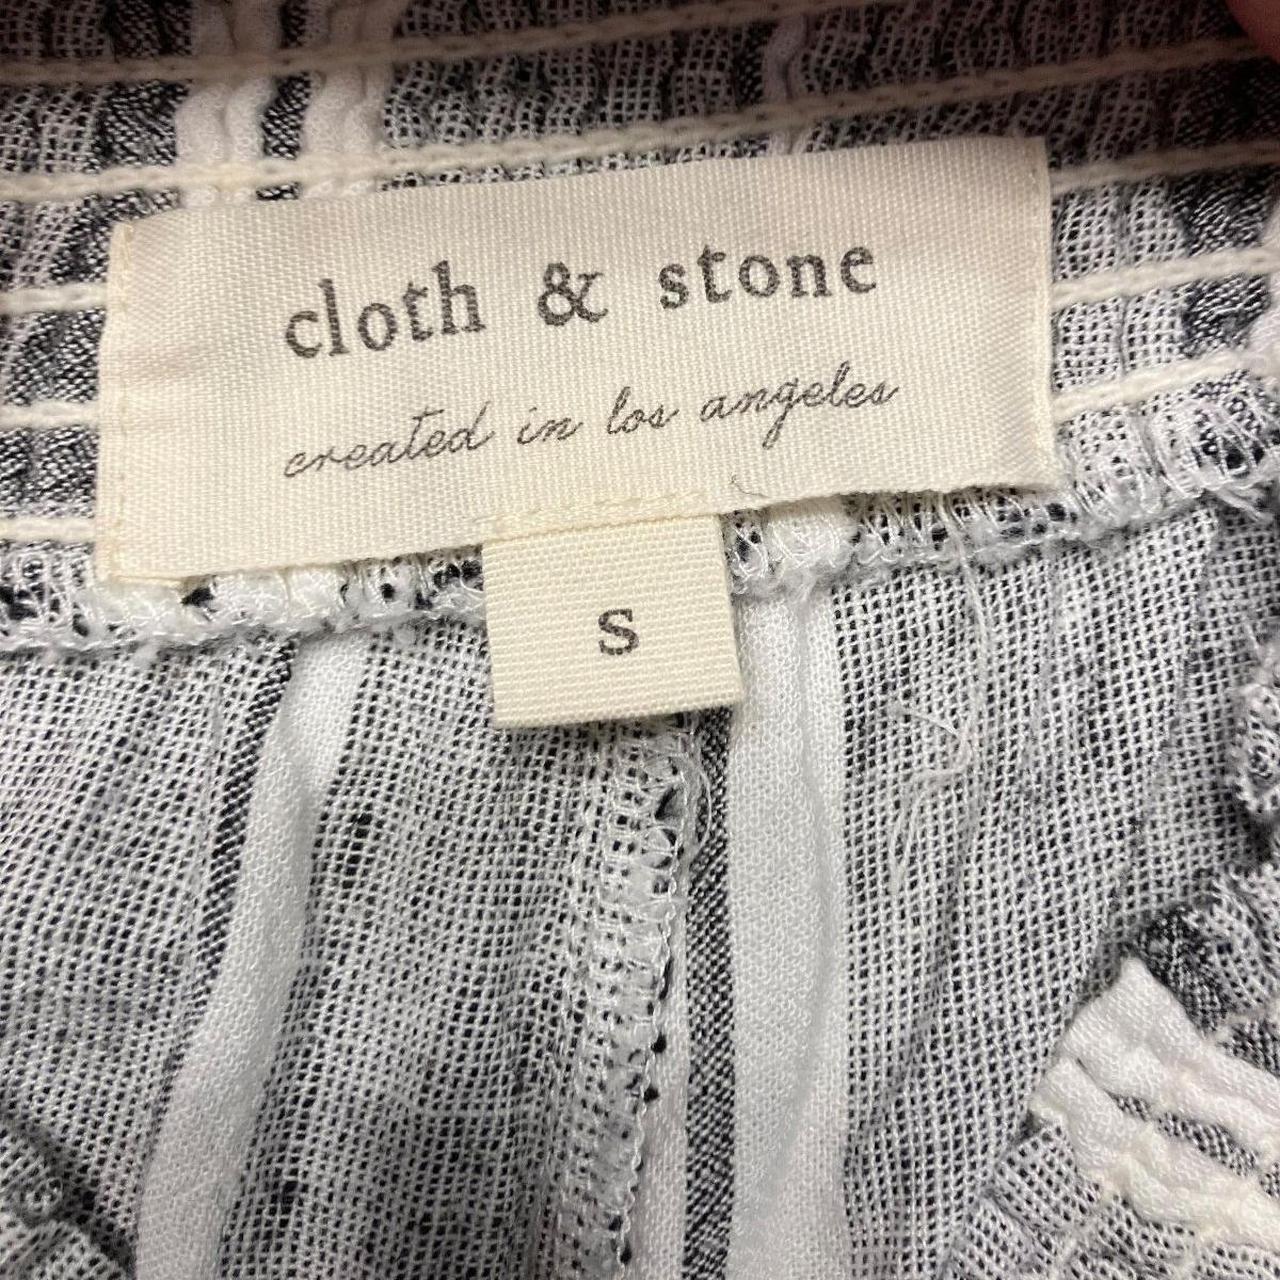 cloth & stone
created in los angeles
S